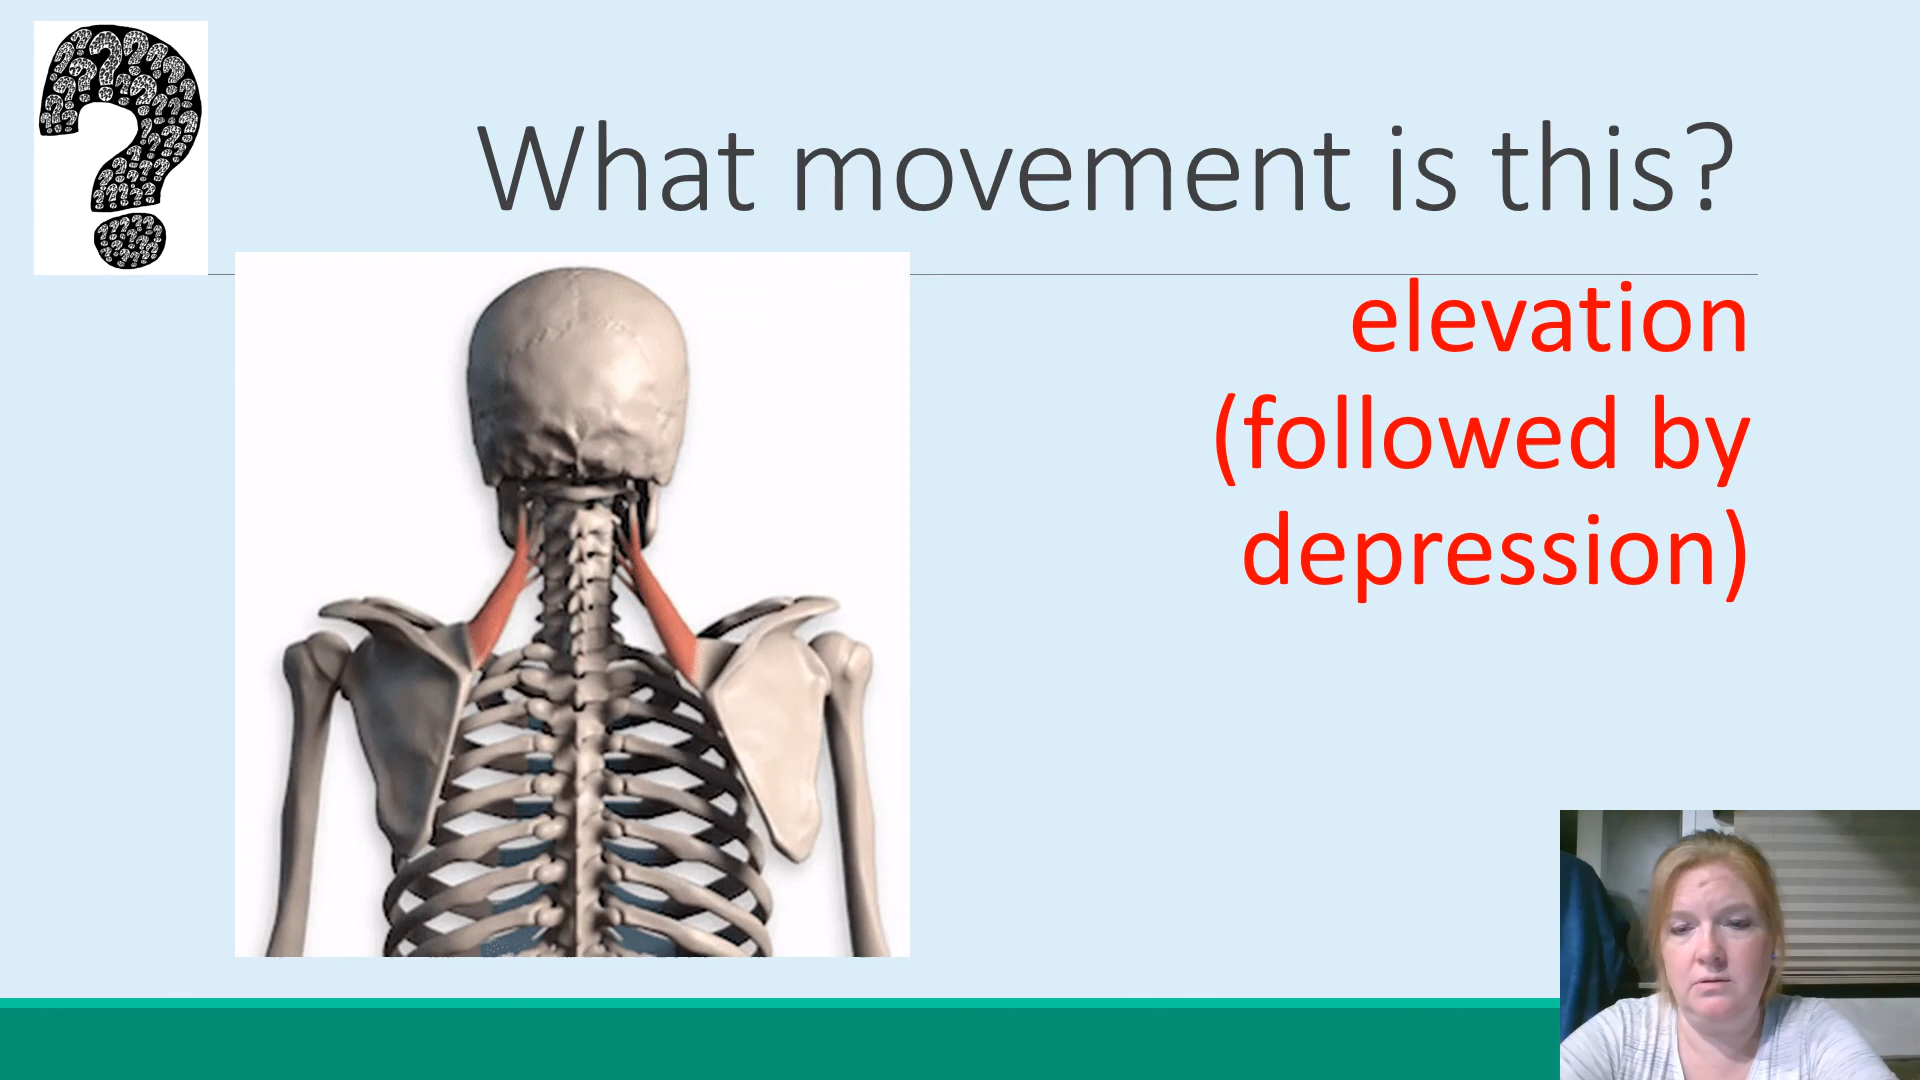 What movement is this?
elevation
(followed by
depression)